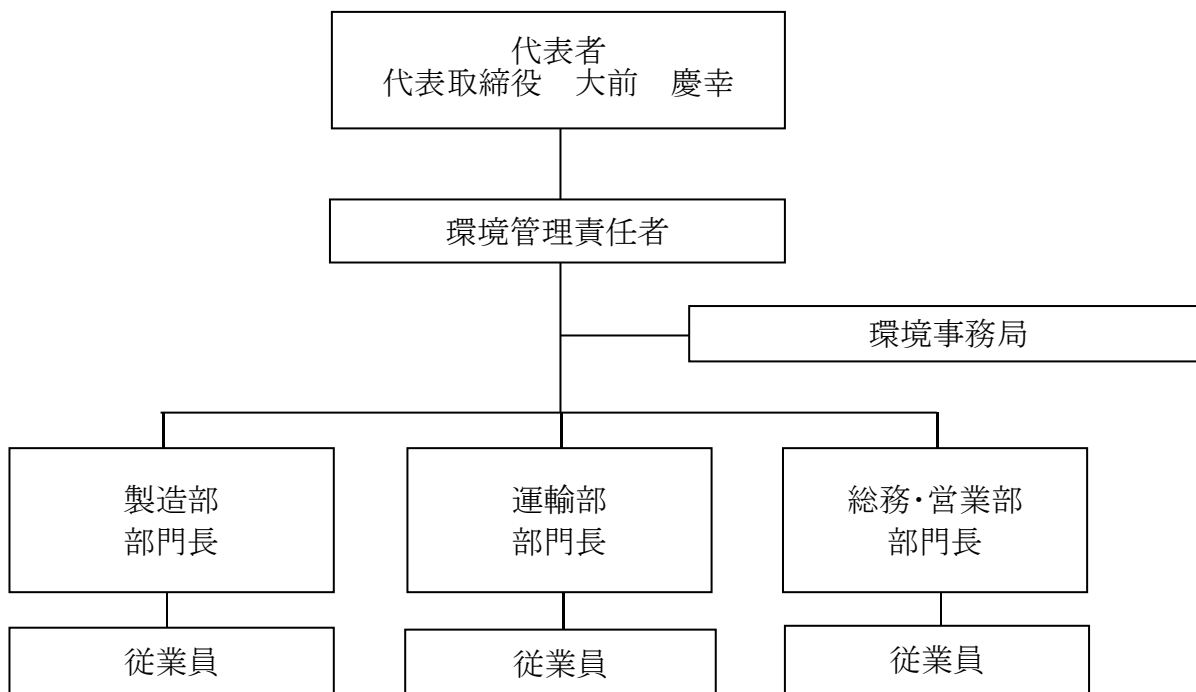 代表者
代表取締役　大前　慶幸
環境管理責任者
環境事務局
製造部
部門長
運輸部
部門長
総務・営業部
部門長
従業員
従業員
従業員